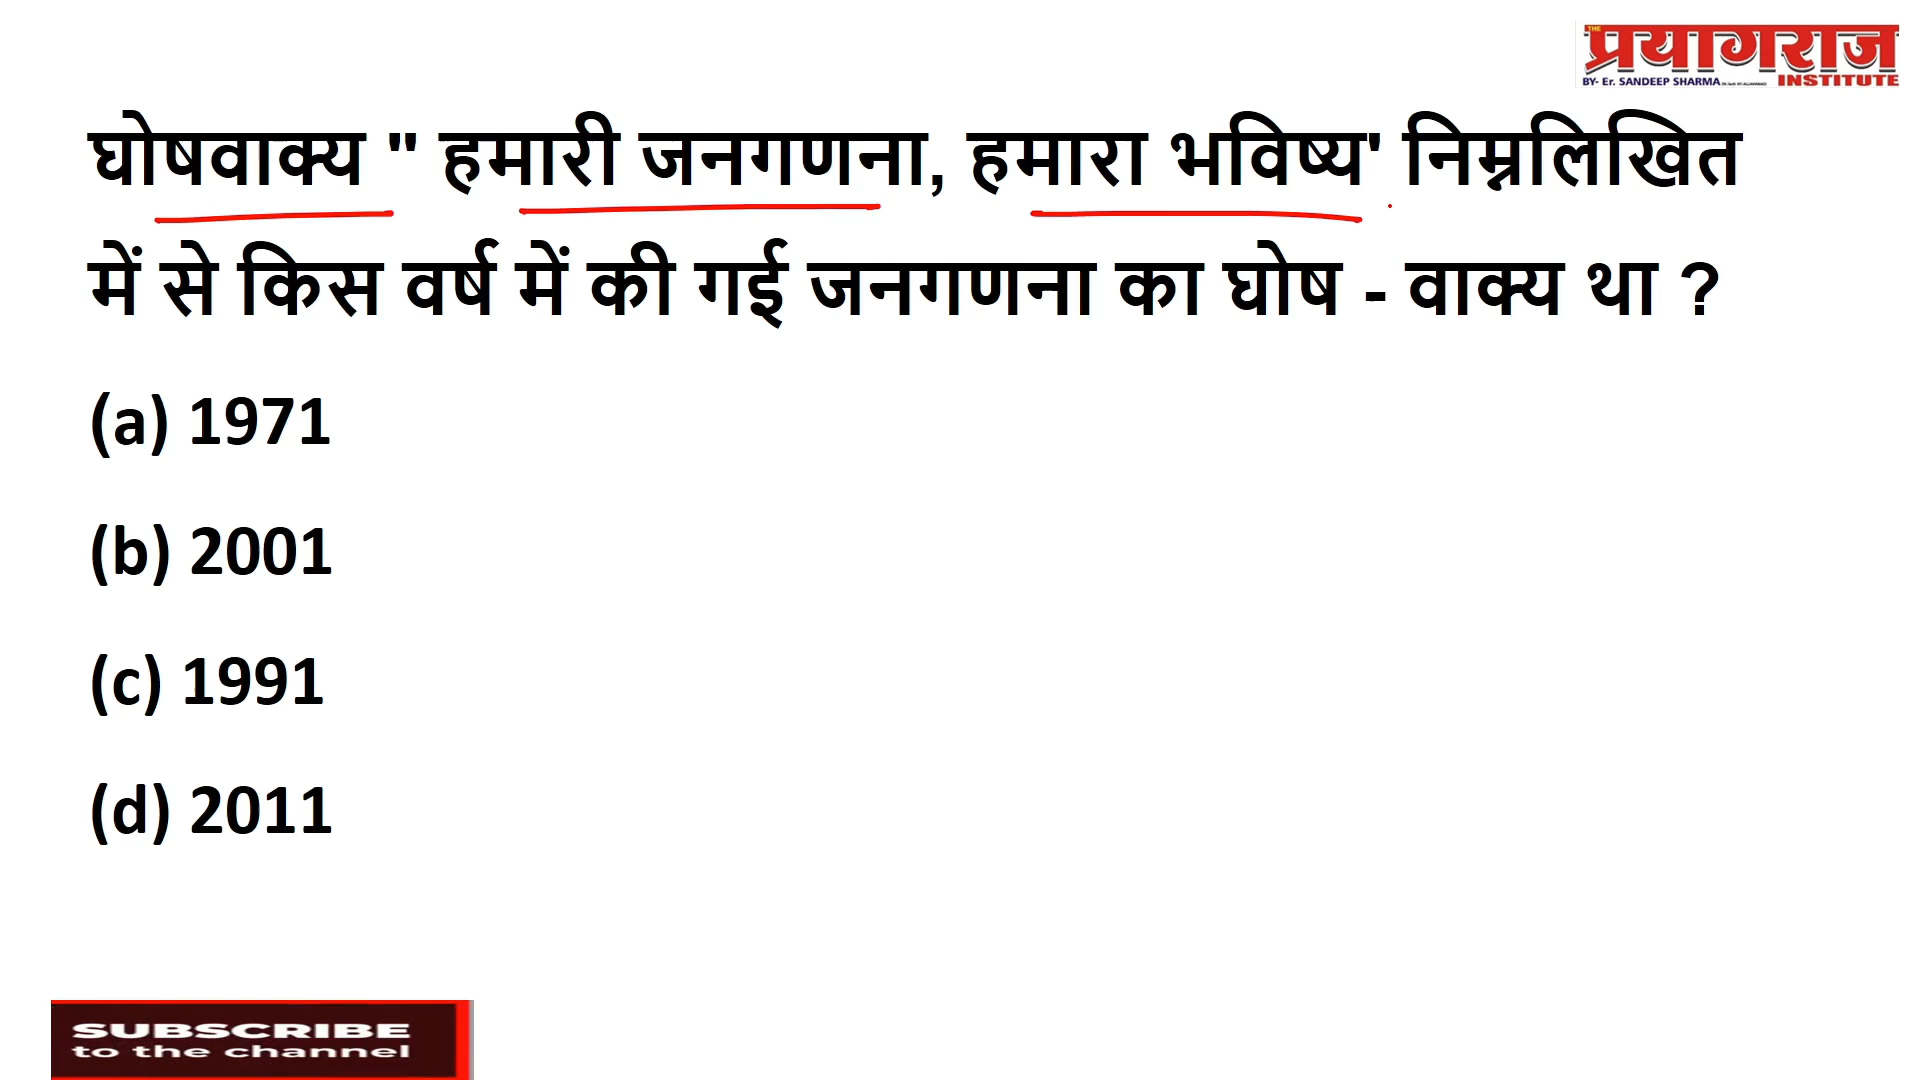 THE
प्रयागराज
BY- Er. SANDEEP SHARMA
INSTITUTE
घोषवाक्य " हमारी जनगणना, हमारा भविष्य' निम्नलिखित
में से किस वर्ष में की गई जनगणना का घोष - वाक्य था ?
(a) 1971
(b) 2001
(c) 1991
(d) 2011
SUBSCRIBE
to the channel